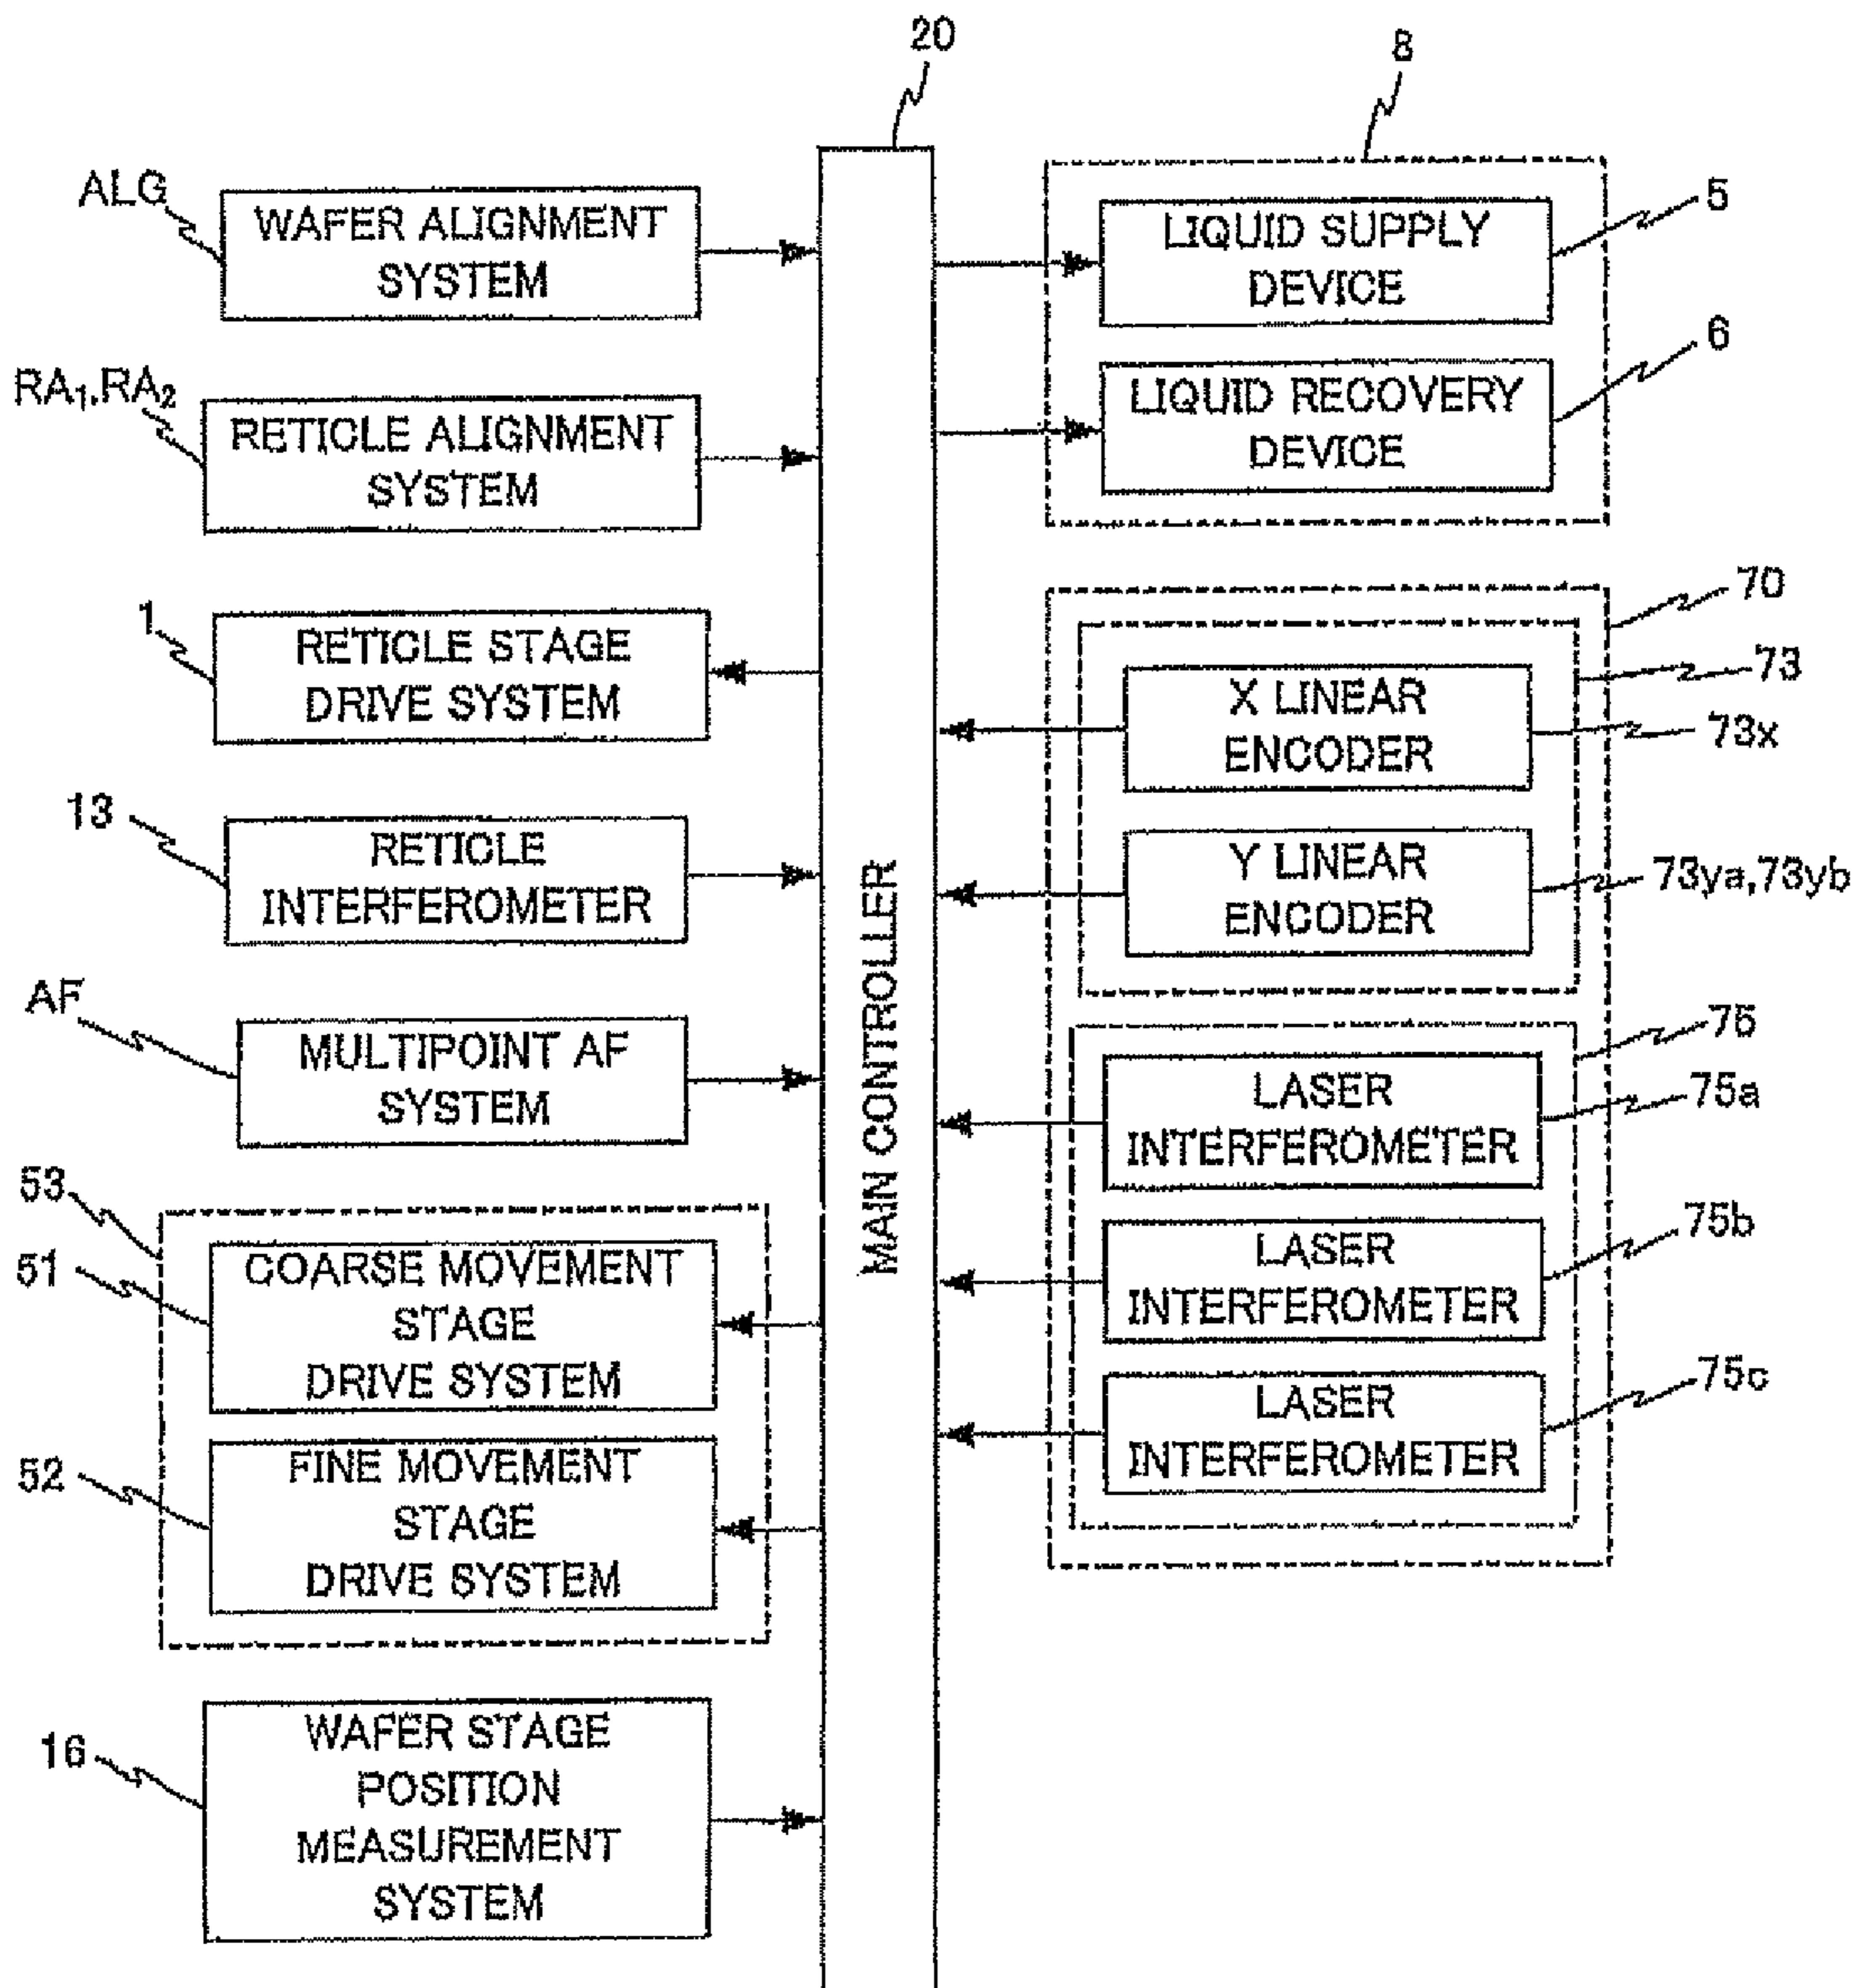 20
8
ALG
WAFER ALIGNMENT
SYSTEM
LIQUID SUPPLY
DEVICE
5
RA₁.RA₂
RETICLE ALIGNMENT
SYSTEM
LIQUID RECOVERY
DEVICE
6
1
RETICLE STAGE
DRIVE SYSTEM
70
73
X LINEAR
ENCODER
73x
13
RETICLE
INTERFEROMETER
Y LINEAR
ENCODER
73ya,73yb
MAIN CONTROLLER
AF
MULTIPOINT AF
SYSTEM
75
LASER
INTERFEROMETER
75a
53
51
COARSE MOVEMENT
STAGE
DRIVE SYSTEM
LASER
INTERFEROMETER
75b
52
FINE MOVEMENT
STAGE
DRIVE SYSTEM
LASER
INTERFEROMETER
75c
16
WAFER STAGE
POSITION
MEASUREMENT
SYSTEM